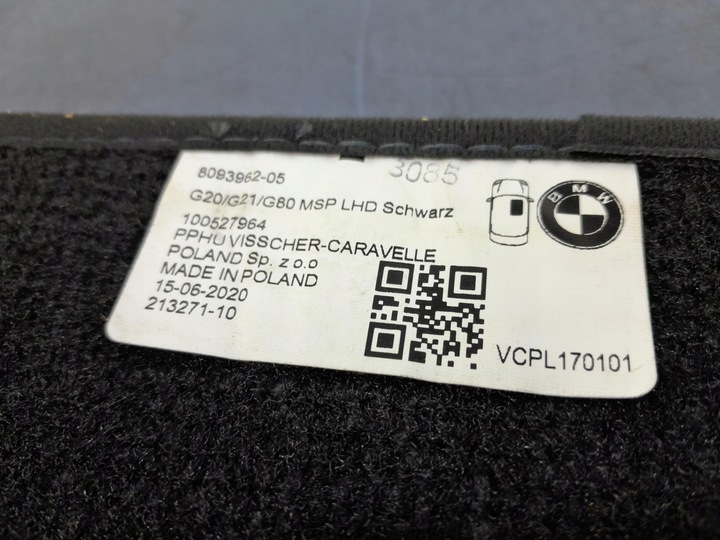 8093962-05
3085
G20/G21/G80 MSP LHD Schwarz
100527964
PPHU VISSCHER-CARAVELLE
POLAND Sp. z o.o
MADE IN POLAND
15-06-2020
213271-10
BMW
VCPL170101